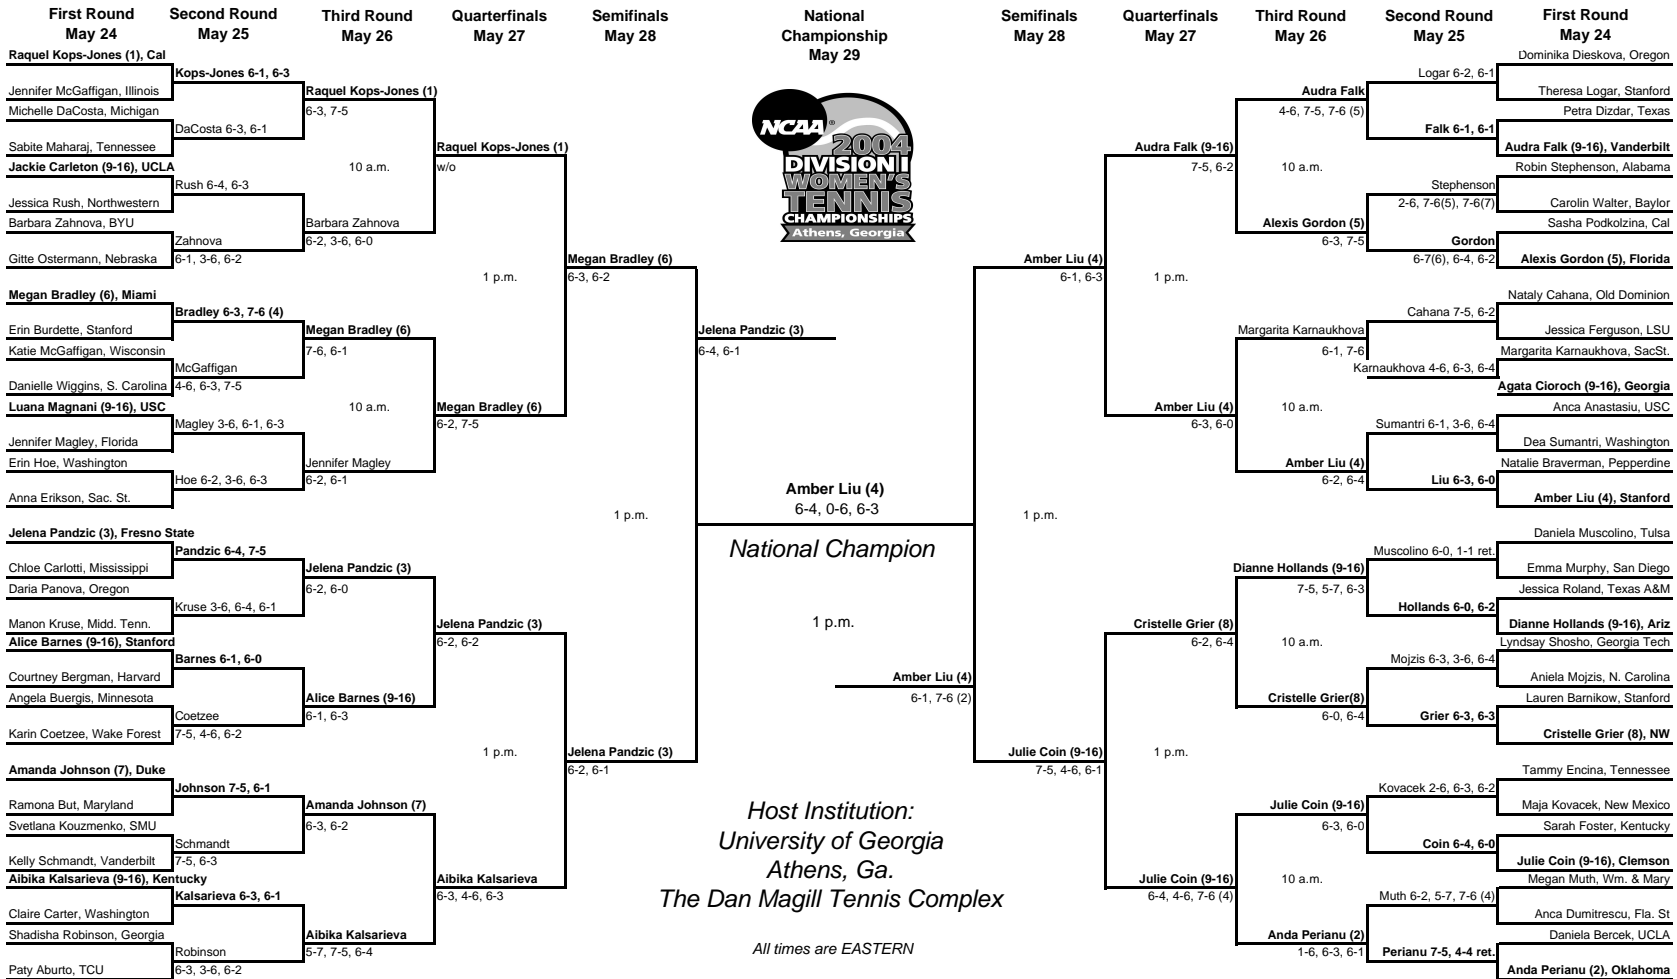 First Round
May 24
Second Round
May 25
Third Round
May 26
Quarterfinals
May 27
Semifinals
May 28
National
Championship
May 29
Semifinals
May 28
Quarterfinals
May 27
Third Round
May 26
Second Round
May 25
First Round
May 24
Raquel Kops-Jones (1), Cal
Jennifer McGaffigan, Illinois
Michelle DaCosta, Michigan
Sabite Maharaj, Tennessee
Jackie Carleton (9-16), UCLA
Jessica Rush, Northwestern
Barbara Zahnova, BYU
Gitte Ostermann, Nebraska
Megan Bradley (6), Miami
Erin Burdette, Stanford
Katie McGaffigan, Wisconsin
Danielle Wiggins, S. Carolina
Luana Magnani (9-16), USC
Jennifer Magley, Florida
Erin Hoe, Washington
Anna Erikson, Sac. St.
Jelena Pandzic (3), Fresno State
Chloe Carlotti, Mississippi
Daria Panova, Oregon
Manon Kruse, Midd. Tenn.
Alice Barnes (9-16), Stanford
Courtney Bergman, Harvard
Angela Buergis, Minnesota
Karin Coetzee, Wake Forest
Amanda Johnson (7), Duke
Ramona But, Maryland
Svetlana Kouzmenko, SMU
Kelly Schmandt, Vanderbilt
Aibika Kalsarieva (9-16), Kentucky
Claire Carter, Washington
Shadisha Robinson, Georgia
Paty Aburto, TCU
Kops-Jones 6-1, 6-3
DaCosta 6-3, 6-1
Rush 6-4, 6-3
Zahnova
6-1, 3-6, 6-2
Bradley 6-3, 7-6 (4)
McGaffigan
4-6, 6-3, 7-5
Magley 3-6, 6-1, 6-3
Hoe 6-2, 3-6, 6-3
Pandzic 6-4, 7-5
Kruse 3-6, 6-4, 6-1
Barnes 6-1, 6-0
Coetzee
7-5, 4-6, 6-2
Johnson 7-5, 6-1
Schmandt
7-5, 6-3
Kalsarieva 6-3, 6-1
Robinson
6-3, 3-6, 6-2
Raquel Kops-Jones (1)
6-3, 7-5
10 a.m.
Barbara Zahnova
6-2, 3-6, 6-0
Megan Bradley (6)
7-6, 6-1
10 a.m.
Jennifer Magley
6-2, 6-1
Jelena Pandzic (3)
6-2, 6-0
Alice Barnes (9-16)
6-1, 6-3
Amanda Johnson (7)
6-3, 6-2
Aibika Kalsarieva
5-7, 7-5, 6-4
Raquel Kops-Jones (1)
w/o
1 p.m.
Megan Bradley (6)
6-2, 7-5
Jelena Pandzic (3)
6-2, 6-2
1 p.m.
Aibika Kalsarieva
6-3, 4-6, 6-3
Megan Bradley (6)
6-3, 6-2
1 p.m.
Jelena Pandzic (3)
6-2, 6-1
Jelena Pandzic (3)
6-4, 6-1
NCAA ®
2004
DIVISION I
WOMEN'S
TENNIS
CHAMPIONSHIPS
Athens, Georgia
Amber Liu (4)
6-4, 0-6, 6-3
National Champion
1 p.m.
Amber Liu (4)
6-1, 7-6 (2)
Host Institution:
University of Georgia
Athens, Ga.
The Dan Magill Tennis Complex
All times are EASTERN
Amber Liu (4)
6-1, 6-3
1 p.m.
Julie Coin (9-16)
7-5, 4-6, 6-1
Audra Falk (9-16)
7-5, 6-2
1 p.m.
Amber Liu (4)
6-3, 6-0
Cristelle Grier (8)
6-2, 6-4
1 p.m.
Julie Coin (9-16)
6-4, 4-6, 7-6 (4)
Audra Falk
4-6, 7-5, 7-6 (5)
10 a.m.
Alexis Gordon (5)
6-3, 7-5
Margarita Karnaukhova
6-1, 7-6
10 a.m.
Amber Liu (4)
6-2, 6-4
Dianne Hollands (9-16)
7-5, 5-7, 6-3
10 a.m.
Cristelle Grier(8)
6-0, 6-4
Julie Coin (9-16)
6-3, 6-0
10 a.m.
Anda Perianu (2)
1-6, 6-3, 6-1
Logar 6-2, 6-1
Falk 6-1, 6-1
Stephenson
2-6, 7-6(5), 7-6(7)
Gordon
6-7(6), 6-4, 6-2
Cahana 7-5, 6-2
Karnaukhova 4-6, 6-3, 6-4
Sumantri 6-1, 3-6, 6-4
Liu 6-3, 6-0
Muscolino 6-0, 1-1 ret.
Hollands 6-0, 6-2
Mojzis 6-3, 3-6, 6-4
Grier 6-3, 6-3
Kovacek 2-6, 6-3, 6-2
Coin 6-4, 6-0
Muth 6-2, 5-7, 7-6 (4)
Perianu 7-5, 4-4 ret.
Dominika Dieskova, Oregon
Theresa Logar, Stanford
Petra Dizdar, Texas
Audra Falk (9-16), Vanderbilt
Robin Stephenson, Alabama
Carolin Walter, Baylor
Sasha Podkolzina, Cal
Alexis Gordon (5), Florida
Nataly Cahana, Old Dominion
Jessica Ferguson, LSU
Margarita Karnaukhova, SacSt.
Agata Cioroch (9-16), Georgia
Anca Anastasiu, USC
Dea Sumantri, Washington
Natalie Braverman, Pepperdine
Amber Liu (4), Stanford
Daniela Muscolino, Tulsa
Emma Murphy, San Diego
Jessica Roland, Texas A&M
Dianne Hollands (9-16), Ariz
Lyndsay Shosho, Georgia Tech
Aniela Mojzis, N. Carolina
Lauren Barnikow, Stanford
Cristelle Grier (8), NW
Tammy Encina, Tennessee
Maja Kovacek, New Mexico
Sarah Foster, Kentucky
Julie Coin (9-16), Clemson
Megan Muth, Wm. & Mary
Anca Dumitrescu, Fla. St
Daniela Bercek, UCLA
Anda Perianu (2), Oklahoma